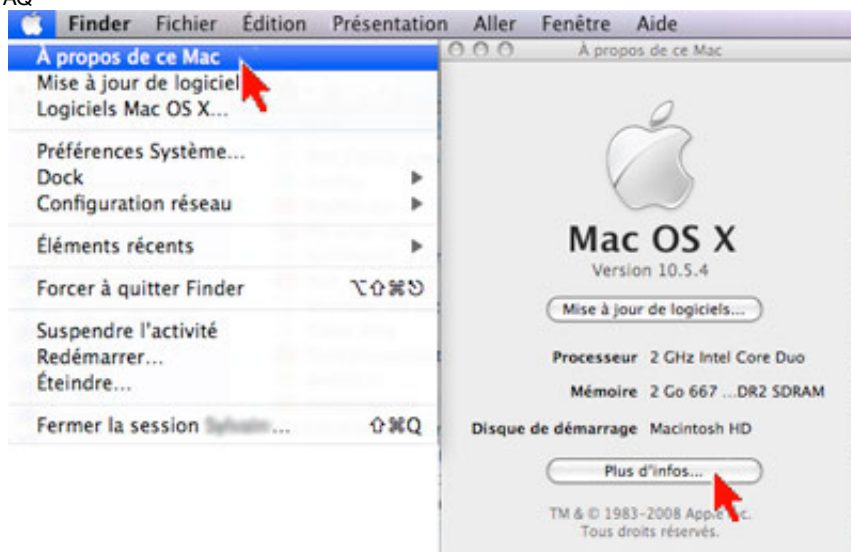 AQ
Finder Fichier Édition Présentation Aller Fenêtre Aide
À propos de ce Mac
Mise à jour de logiciel
Logiciels Mac OS X...
Préférences Système...
Dock
Configuration réseau
Éléments récents
Forcer à quitter Finder ⌥⇧⌘⎋
Suspendre l'activité
Redémarrer...
Éteindre...
Fermer la session ... ⇧⌘Q
À propos de ce Mac
Mac OS X
Version 10.5.4
Mise à jour de logiciels...
Processeur 2 GHz Intel Core Duo
Mémoire 2 Go 667 ...DR2 SDRAM
Disque de démarrage Macintosh HD
Plus d'infos...
TM & © 1983-2008 Apple
Tous droits réservés.